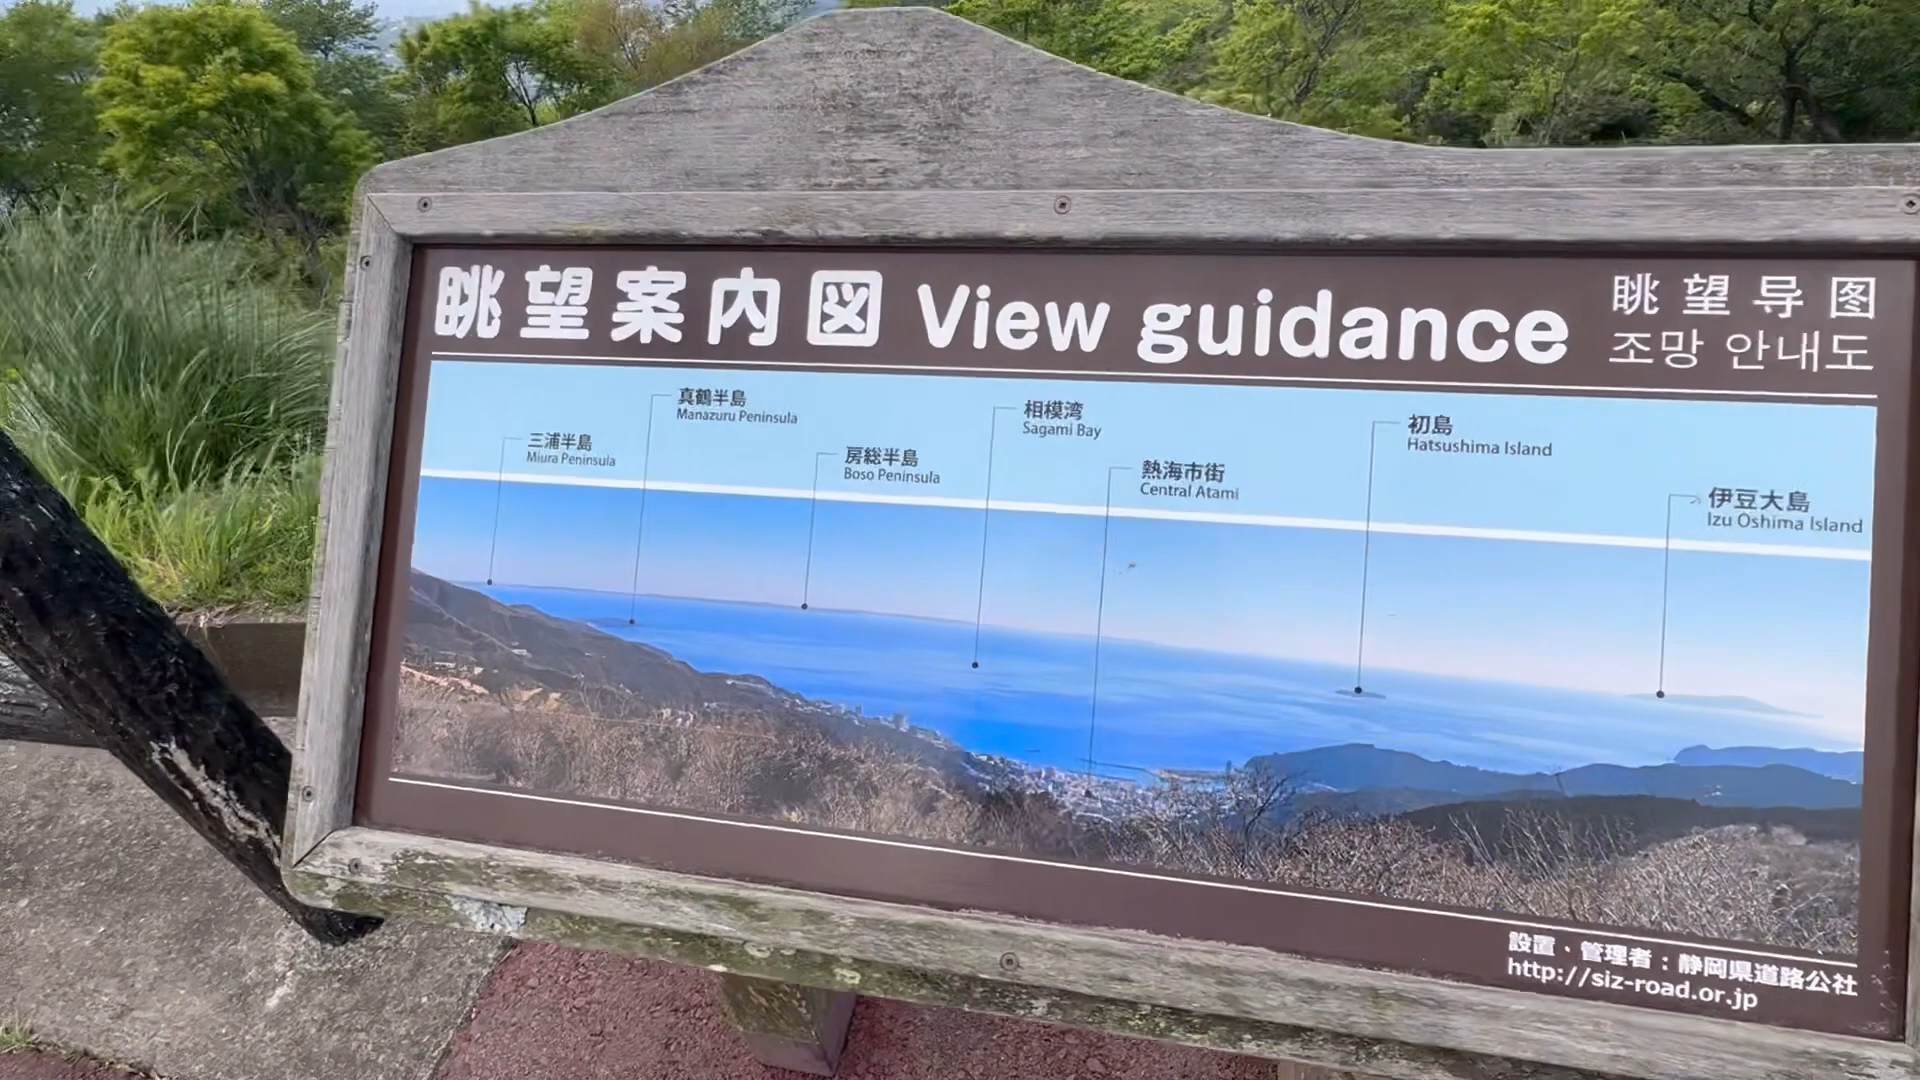 眺望案内図 View guidance
眺望导图
조망 안내도
三浦半島
Miura Peninsula
真鶴半島
Manazuru Peninsula
房総半島
Boso Peninsula
相模湾
Sagami Bay
熱海市街
Central Atami
初島
Hatsushima Island
伊豆大島
Izu Oshima Island
設置・管理者：静岡県道路公社
http://siz-road.or.jp